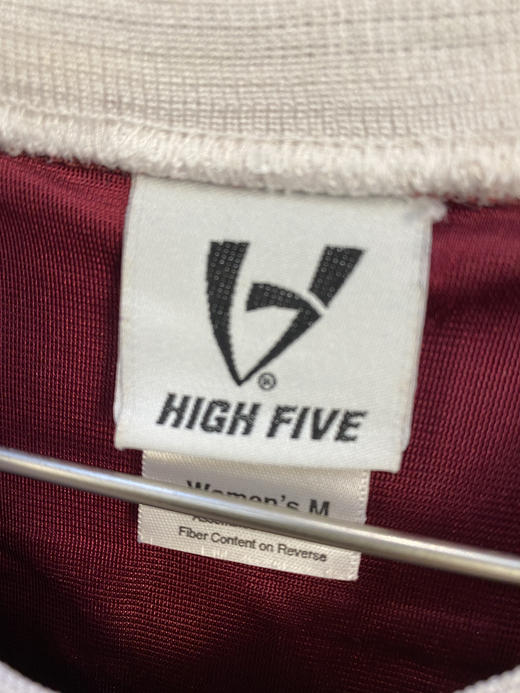 ®
HIGH FIVE
Women's M
Fiber Content on Reverse